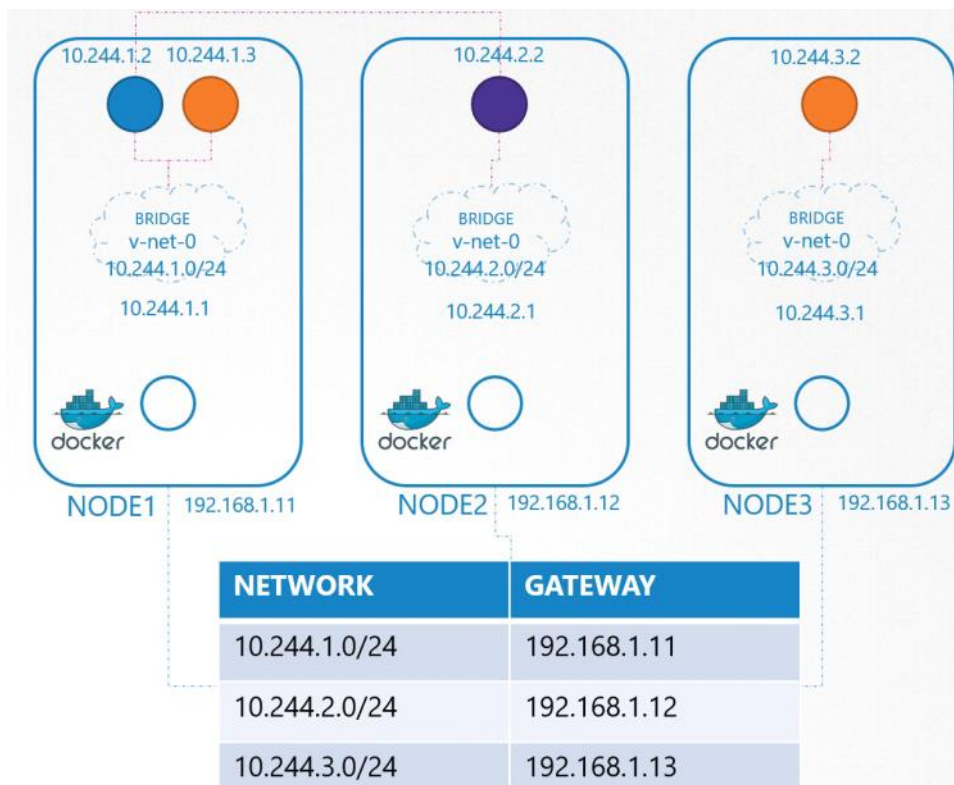 10.244.1.2
10.244.1.3
BRIDGE
v-net-0
10.244.1.0/24
10.244.1.1
docker
NODE1
192.168.1.11
10.244.2.2
BRIDGE
v-net-0
10.244.2.0/24
10.244.2.1
docker
NODE2
192.168.1.12
10.244.3.2
BRIDGE
v-net-0
10.244.3.0/24
10.244.3.1
docker
NODE3
192.168.1.13
NETWORK GATEWAY
10.244.1.0/24 192.168.1.11
10.244.2.0/24 192.168.1.12
10.244.3.0/24 192.168.1.13